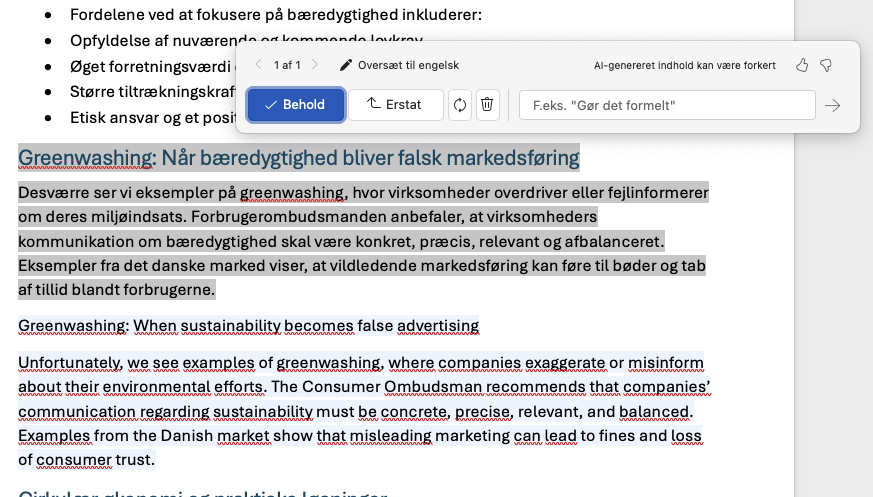 Fordelene ved at fokusere på bæredygtighed inkluderer:
Opfyldelse af nuværende og kommende lovkrav
Øget forretningsværdi
Større tiltrækningskraf
Etisk ansvar og et posit
1 af 1 Oversæt til engelsk AI-genereret indhold kan være forkert
Behold Erstat F.eks. "Gør det formelt"
Greenwashing: Når bæredygtighed bliver falsk markedsføring
Desværre ser vi eksempler på greenwashing, hvor virksomheder overdriver eller fejlinformerer
om deres miljøindsats. Forbrugerombudsmanden anbefaler, at virksomheders
kommunikation om bæredygtighed skal være konkret, præcis, relevant og afbalanceret.
Eksempler fra det danske marked viser, at vildledende markedsføring kan føre til bøder og tab
af tillid blandt forbrugerne.
Greenwashing: When sustainability becomes false advertising
Unfortunately, we see examples of greenwashing, where companies exaggerate or misinform
about their environmental efforts. The Consumer Ombudsman recommends that companies’
communication regarding sustainability must be concrete, precise, relevant, and balanced.
Examples from the Danish market show that misleading marketing can lead to fines and loss
of consumer trust.
Cirkulær økonomi og praktiske løsninger